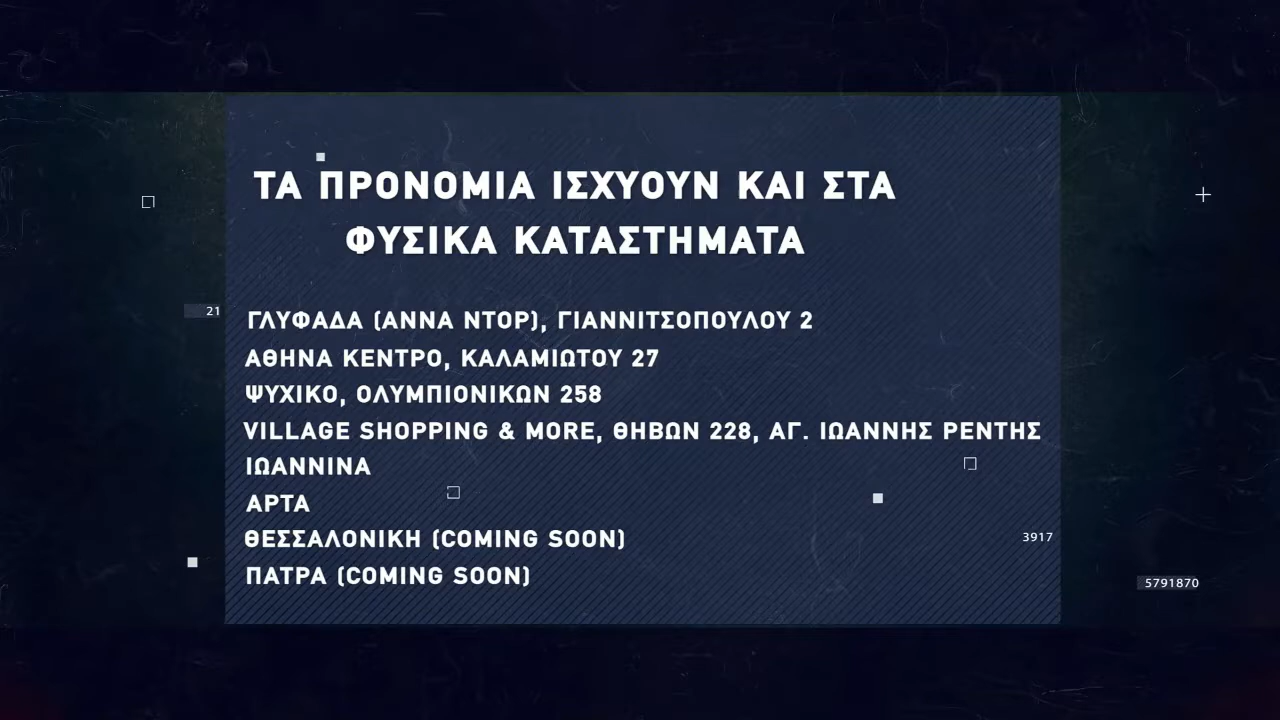 ΤΑ ΠΡΟΝΟΜΙΑ ΙΣΧΥΟΥΝ ΚΑΙ ΣΤΑ
ΦΥΣΙΚΑ ΚΑΤΑΣΤΗΜΑΤΑ
21
ΓΛΥΦΑΔΑ (ΑΝΝΑ ΝΤΟΡ), ΓΙΑΝΝΙΤΣΟΠΟΥΛΟΥ 2
ΑΘΗΝΑ ΚΕΝΤΡΟ, ΚΑΛΑΜΙΩΤΟΥ 27
ΨΥΧΙΚΟ, ΟΛΥΜΠΙΟΝΙΚΩΝ 258
VILLAGE SHOPPING & MORE, ΘΗΒΩΝ 228, ΑΓ. ΙΩΑΝΝΗΣ ΡΕΝΤΗΣ
ΙΩΑΝΝΙΝΑ
ΑΡΤΑ
ΘΕΣΣΑΛΟΝΙΚΗ (COMING SOON)
3917
ΠΑΤΡΑ (COMING SOON)
5791870